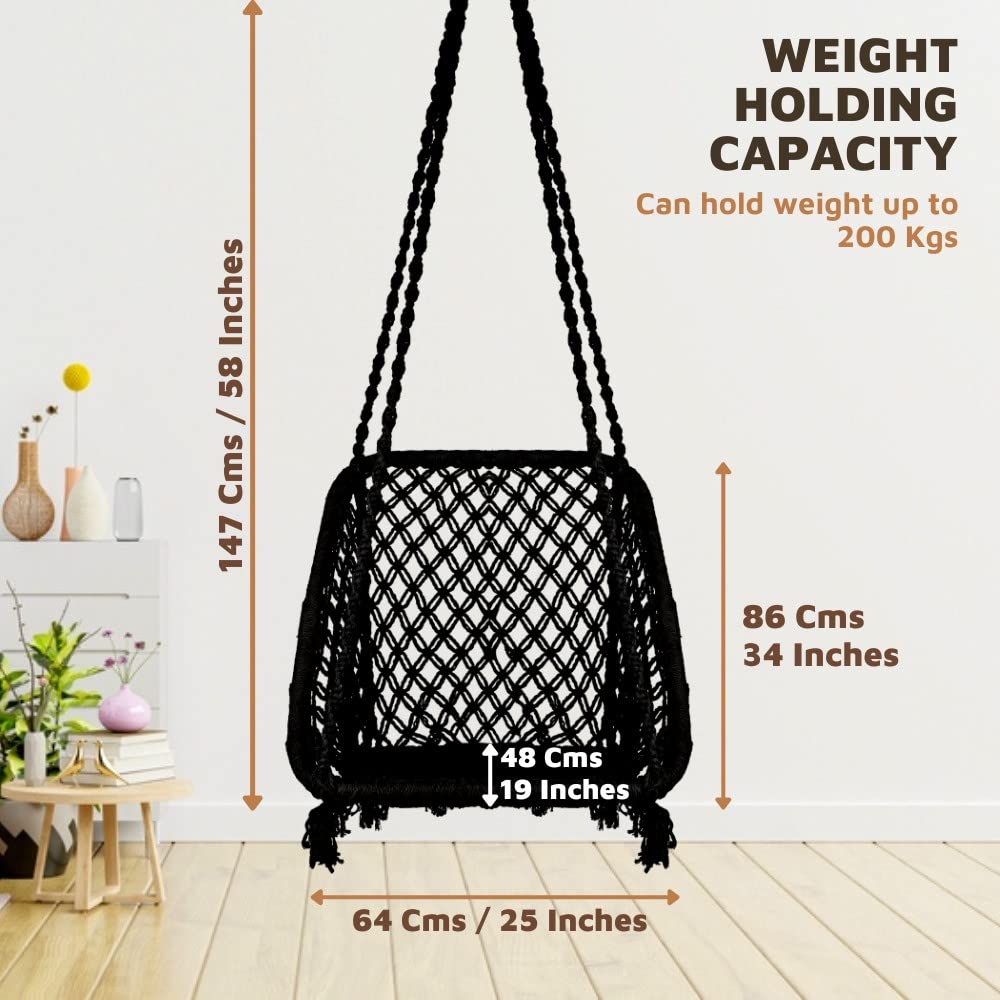 WEIGHT
HOLDING
CAPACITY
Can hold weight up to
200 Kgs
147 Cms / 58 Inches
86 Cms
34 Inches
48 Cms
19 Inches
64 Cms / 25 Inches